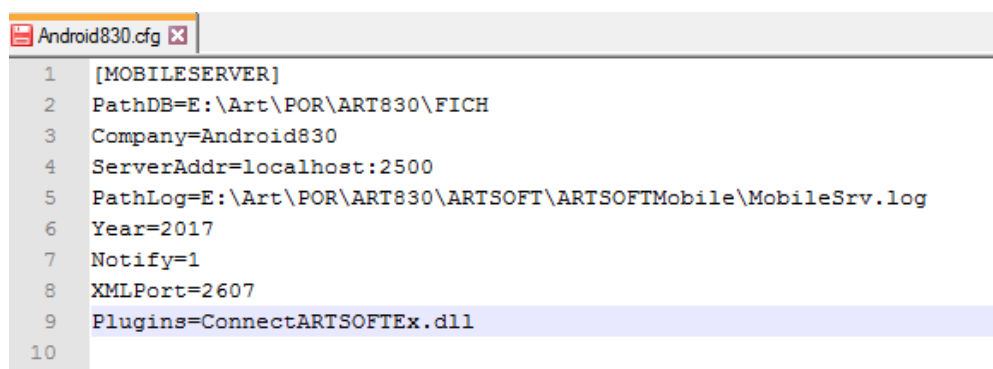 Android830.cfg
1 [MOBILESERVER]
2 PathDB=E:\Art\POR\ART830\FICH
3 Company=Android830
4 ServerAddr=localhost:2500
5 PathLog=E:\Art\POR\ART830\ARTSOFT\ARTSOFTMobile\MobileSrv.log
6 Year=2017
7 Notify=1
8 XMLPort=2607
9 Plugins=ConnectARTSOFTEx.dll
10